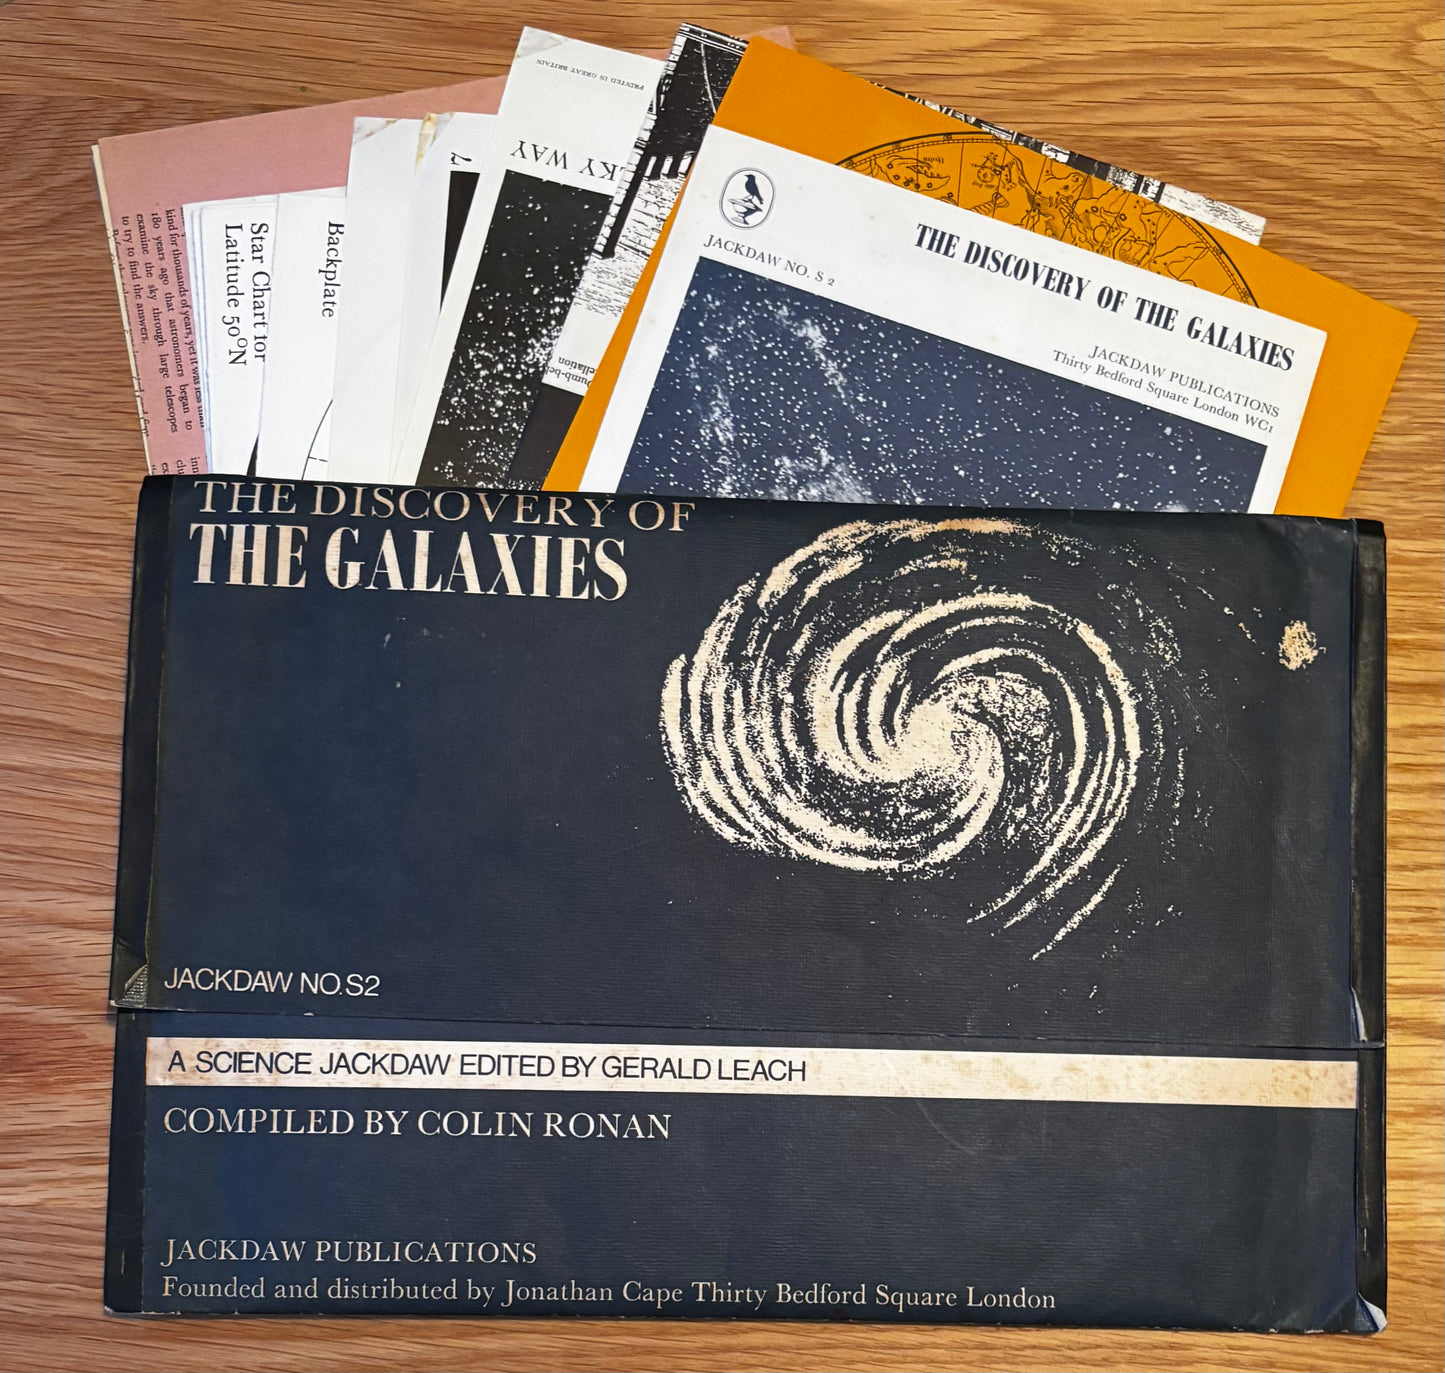 PRINTED IN GREAT BRITAIN
KY WAY
THE DISCOVERY OF THE GALAXIES
JACKDAW NO. S 2
JACKDAW PUBLICATIONS
Thirty Bedford Square London WC1
Hydra
kind for thousands of years, yet it was less than
180 years ago that astronomers began to
examine the sky through large telescopes
to try to find the answers.
Star Chart for
Latitude 50°N
Backplate
THE DISCOVERY OF
THE GALAXIES
JACKDAW NO.S2
A SCIENCE JACKDAW EDITED BY GERALD LEACH
COMPILED BY COLIN RONAN
JACKDAW PUBLICATIONS
Founded and distributed by Jonathan Cape Thirty Bedford Square London